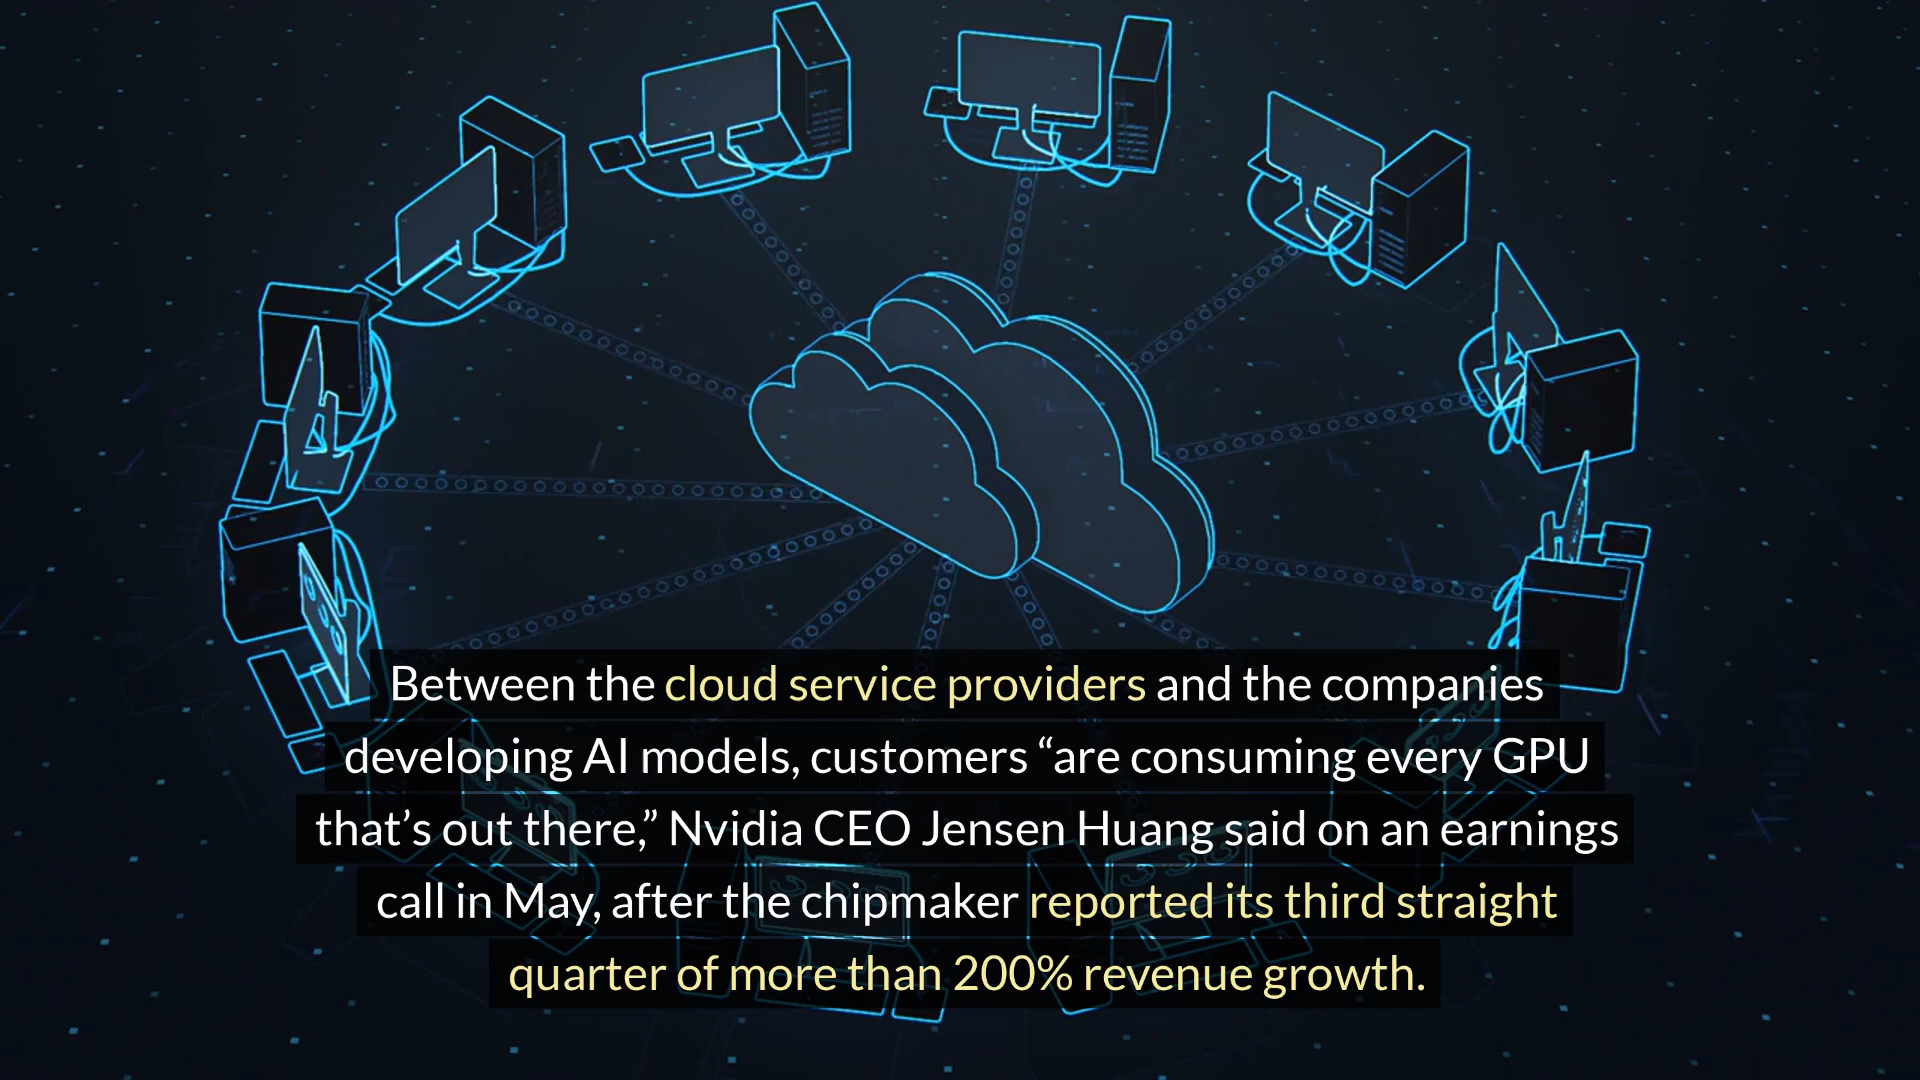 Between the cloud service providers and the companies
developing AI models, customers “are consuming every GPU
that’s out there,” Nvidia CEO Jensen Huang said on an earnings
call in May, after the chipmaker reported its third straight
quarter of more than 200% revenue growth.